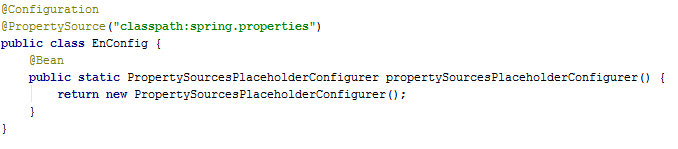 @Configuration
@PropertySource("classpath:spring.properties")
public class EnConfig {
@Bean
public static PropertySourcesPlaceholderConfigurer propertySourcesPlaceholderConfigurer() {
return new PropertySourcesPlaceholderConfigurer();
}
}